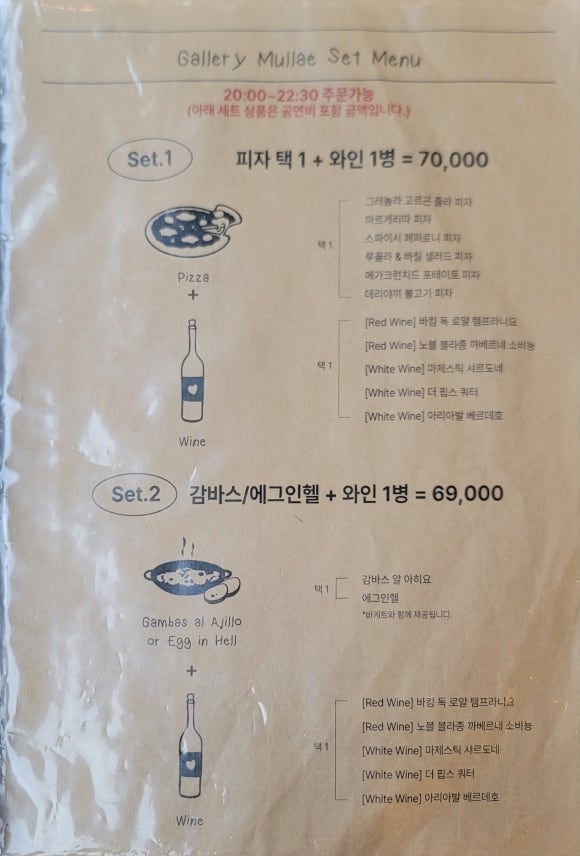 Gallery Mullae Set Menu
20:00~22:30 주문가능
(아래 세트 상품은 공연비 포함 금액입니다.)
Set.1
피자 택 1 + 와인 1병 = 70,000
Pizza
+
Wine
택 1
그레놀라 고르곤 졸라 피자
마르게리따 피자
스파이시 페퍼로니 피자
루꼴라 & 바질 샐러드 피자
메가크런치드 포테이토 피자
데리야끼 불고기 피자
택 1
[Red Wine] 바킹 독 로얄 템프라니요
[Red Wine] 노블 블라종 까베르네 소비뇽
[White Wine] 마제스틱 샤르도네
[White Wine] 더 핍스 쿼터
[White Wine] 아리아발 베르데호
Set.2
감바스/에그인헬 + 와인 1병 = 69,000
Gambas al Ajillo
or Egg in Hell
+
Wine
택 1
감바스 알 아히요
에그인헬
*바게트와 함께 제공됩니다.
택 1
[Red Wine] 바킹 독 로얄 템프라니요
[Red Wine] 노블 블라종 까베르네 소비뇽
[White Wine] 마제스틱 샤르도네
[White Wine] 더 핍스 쿼터
[White Wine] 아리아발 베르데호